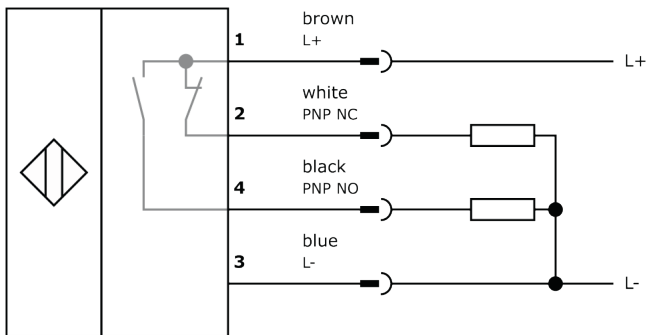 brown
1 L+
L+
white
2 PNP NC
black
4 PNP NO
blue
3 L-
L-